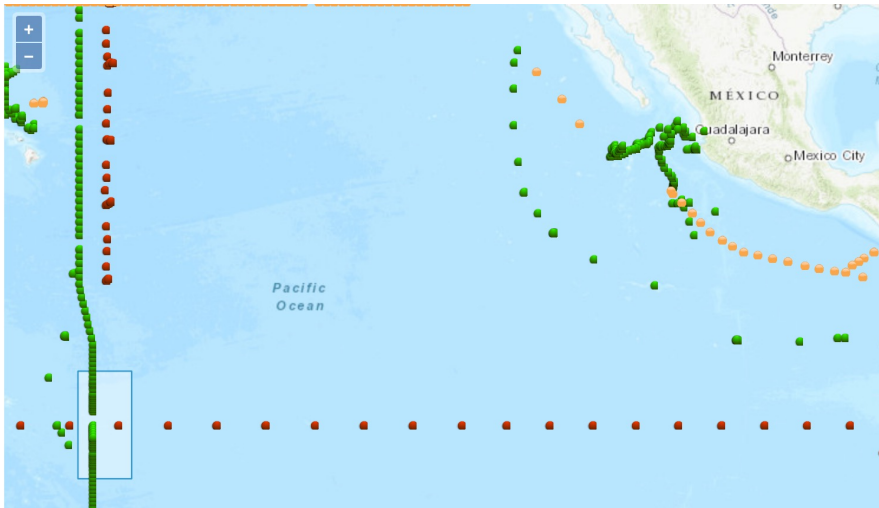 +
−
Monterrey
MÉXICO
Guadalajara
Mexico City
Pacific
Ocean